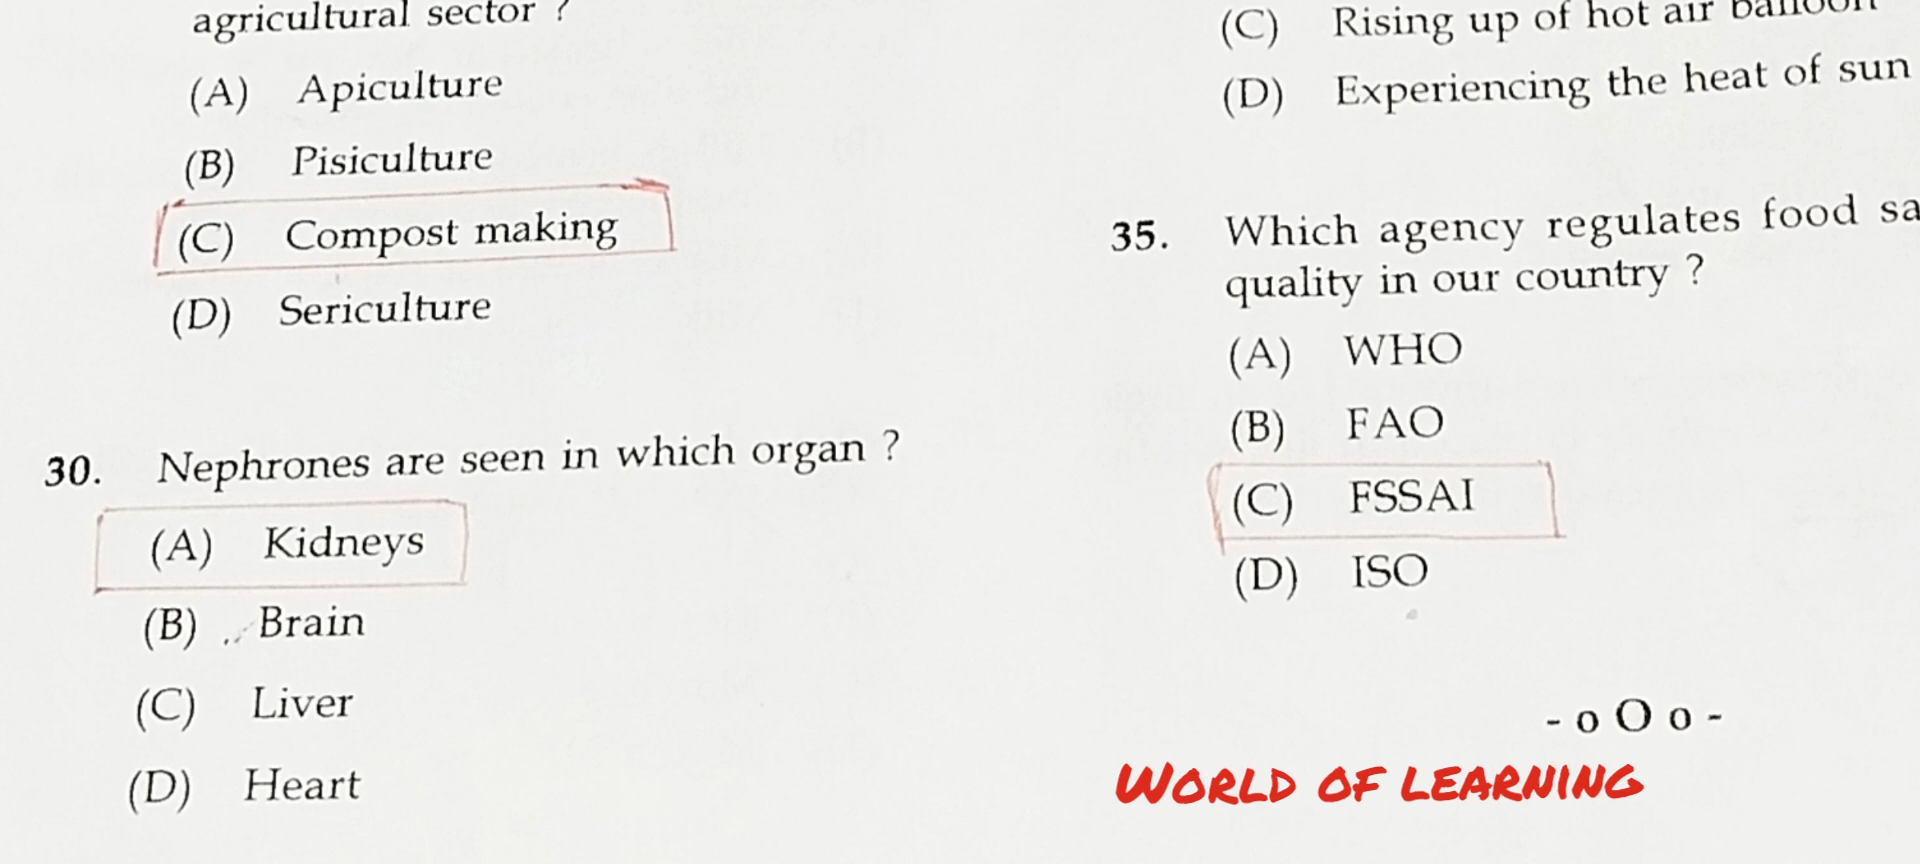 agricultural sector ?
(A) Apiculture
(B) Pisiculture
(C) Compost making
(D) Sericulture
30. Nephrones are seen in which organ ?
(A) Kidneys
(B) Brain
(C) Liver
(D) Heart
(C) Rising up of hot air balloon
(D) Experiencing the heat of sun
35. Which agency regulates food sa
quality in our country ?
(A) WHO
(B) FAO
(C) FSSAI
(D) ISO
- o O o -
WORLD OF LEARNING